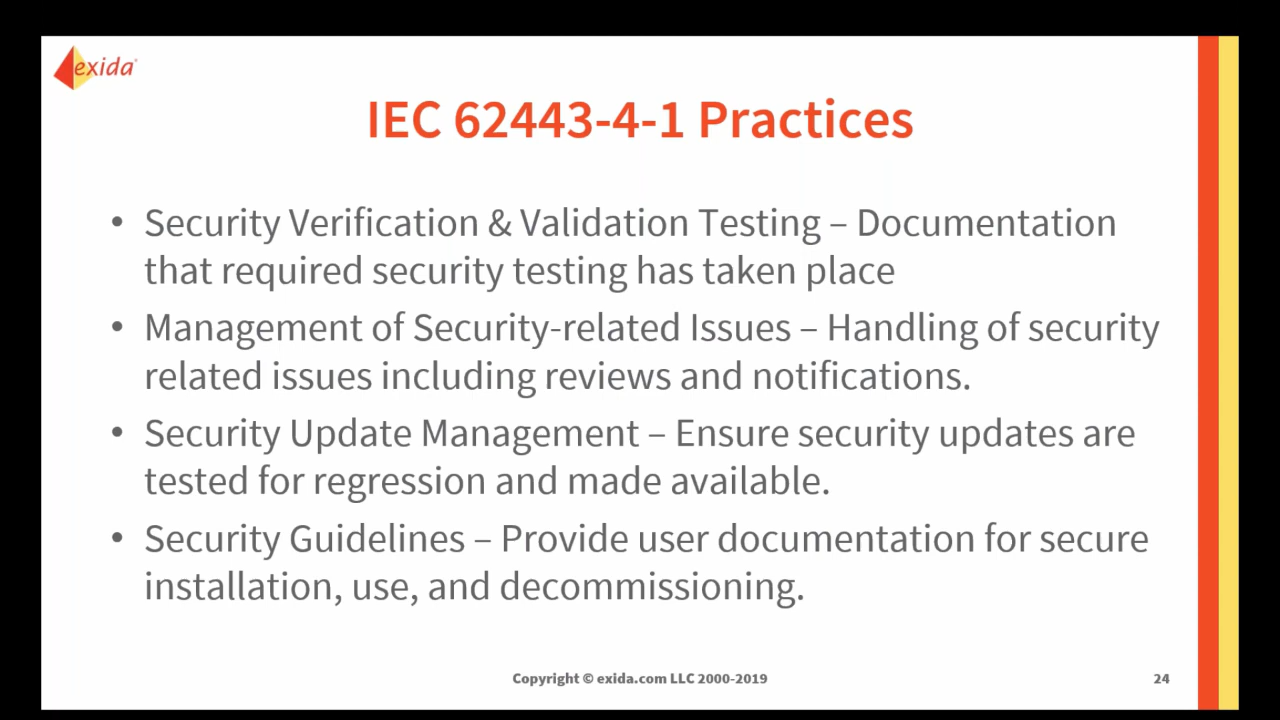 exida
IEC 62443-4-1 Practices
• Security Verification & Validation Testing – Documentation
that required security testing has taken place
• Management of Security-related Issues – Handling of security
related issues including reviews and notifications.
• Security Update Management – Ensure security updates are
tested for regression and made available.
• Security Guidelines – Provide user documentation for secure
installation, use, and decommissioning.
Copyright © exida.com LLC 2000-2019
24